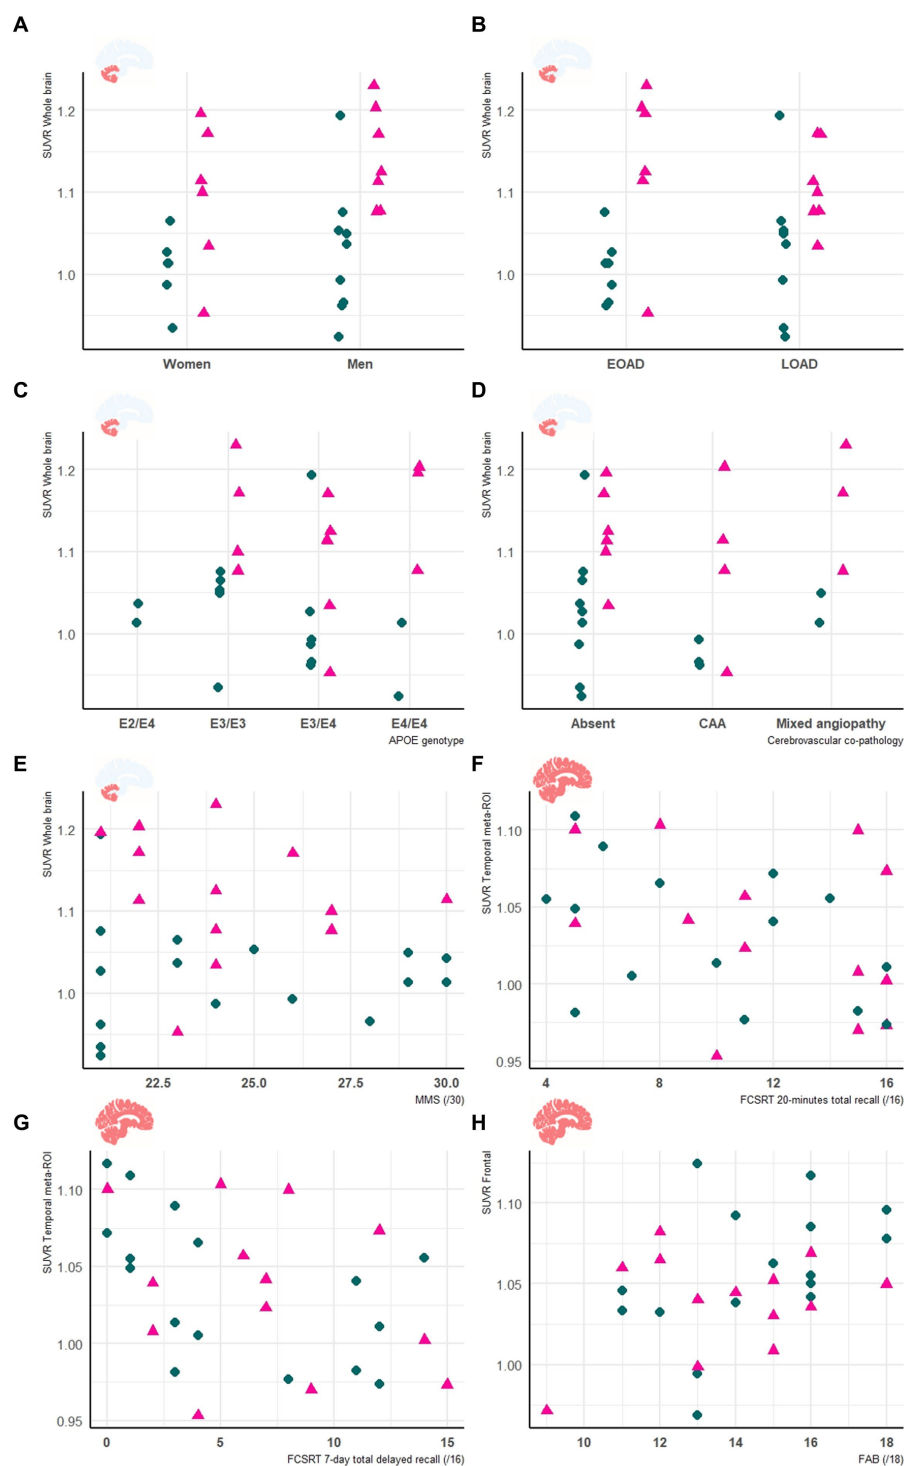 A
SUVR Whole brain
1.2
1.1
1.0
Women Men
B
SUVR Whole brain
1.2
1.1
1.0
EOAD LOAD
C
SUVR Whole brain
1.2
1.1
1.0
E2/E4 E3/E3 E3/E4 E4/E4
APOE genotype
D
SUVR Whole brain
1.2
1.1
1.0
Absent CAA Mixed angiopathy
Cerebrovascular co-pathology
E
SUVR Whole brain
1.2
1.1
1.0
22.5 25.0 27.5 30.0
MMS (/30)
F
SUVR Temporal meta-ROI
1.10
1.05
1.00
0.95
4 8 12 16
FCSRT 20-minutes total recall (/16)
G
SUVR Temporal meta-ROI
1.10
1.05
1.00
0.95
0 5 10 15
FCSRT 7-day total delayed recall (/16)
H
SUVR Frontal
1.10
1.05
1.00
10 12 14 16 18
FAB (/18)